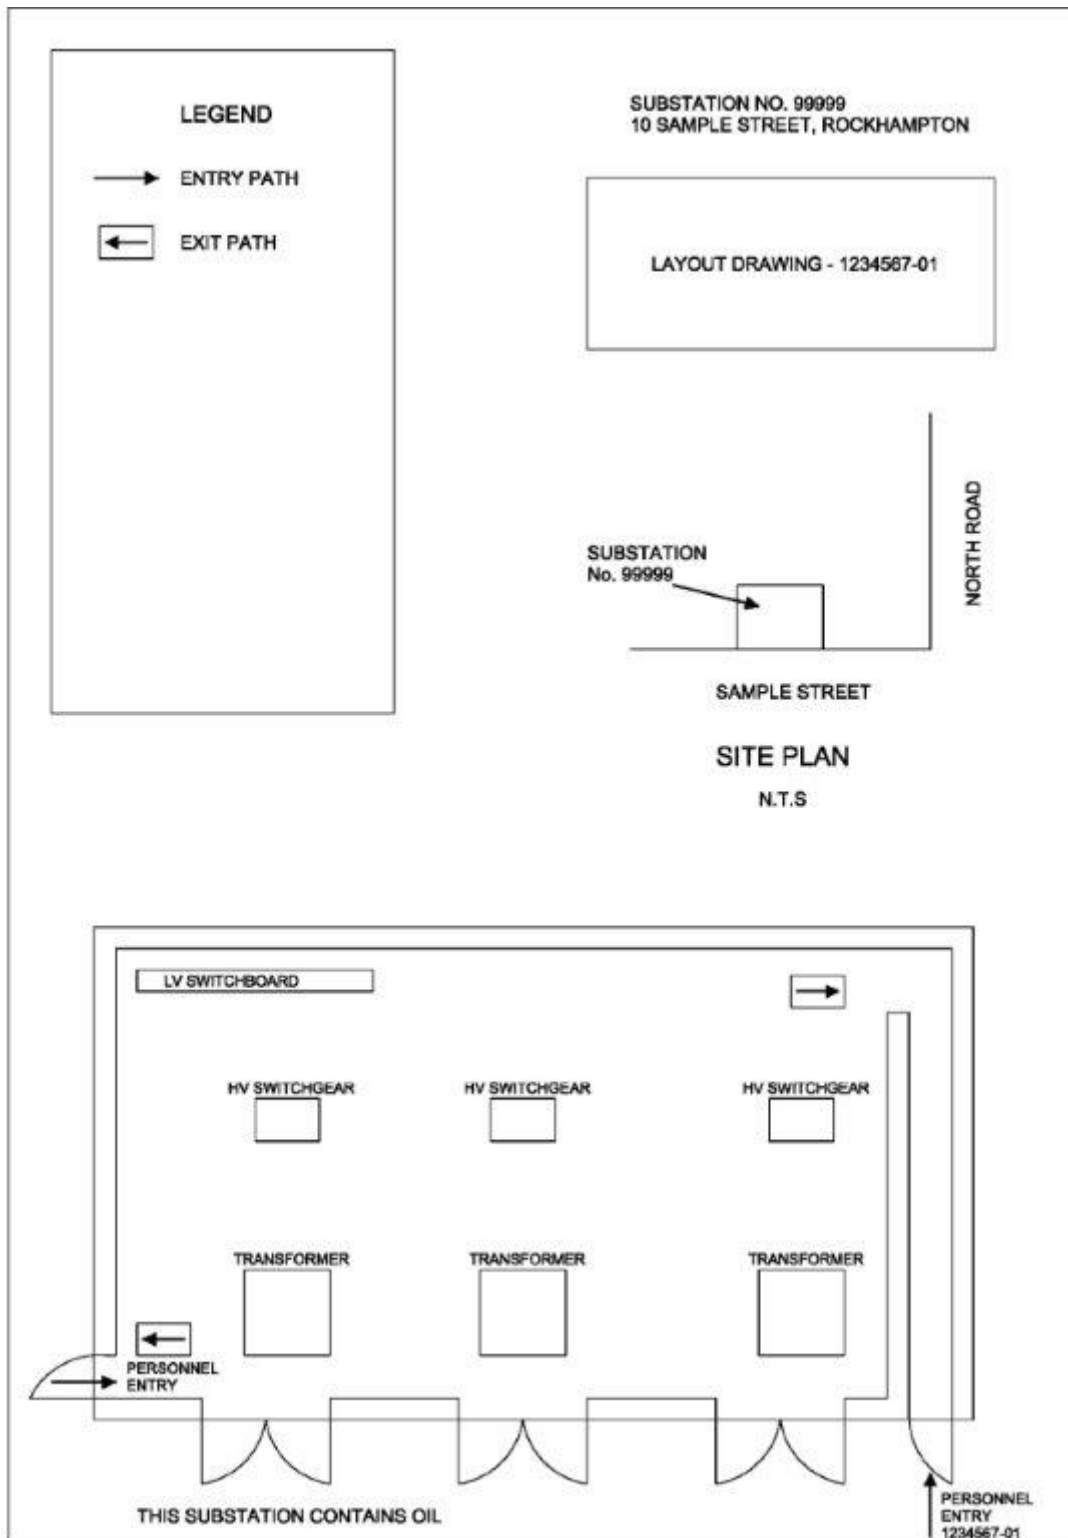 LEGEND
ENTRY PATH
EXIT PATH
SUBSTATION NO. 99999
10 SAMPLE STREET, ROCKHAMPTON
LAYOUT DRAWING - 1234567-01
NORTH ROAD
SUBSTATION
No. 99999
SAMPLE STREET
SITE PLAN
N.T.S
LV SWITCHBOARD
HV SWITCHGEAR
HV SWITCHGEAR
HV SWITCHGEAR
TRANSFORMER
TRANSFORMER
TRANSFORMER
PERSONNEL
ENTRY
THIS SUBSTATION CONTAINS OIL
PERSONNEL
ENTRY
1234567-01